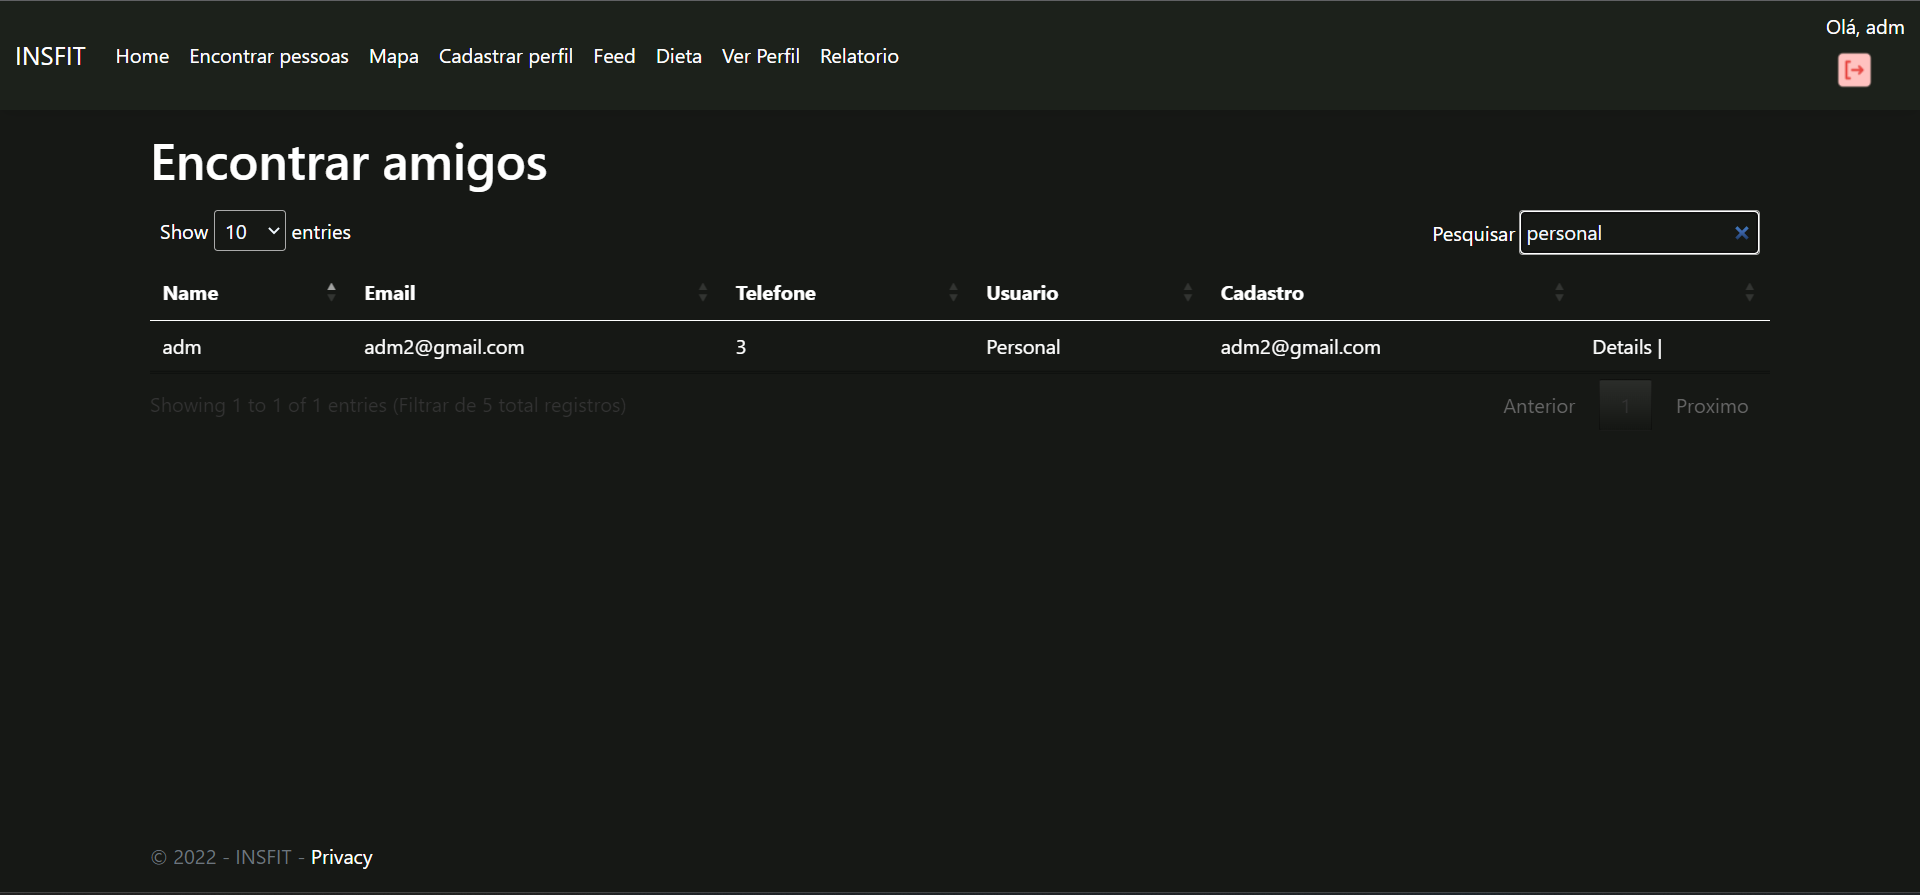 Olá, adm
INSFIT Home Encontrar pessoas Mapa Cadastrar perfil Feed Dieta Ver Perfil Relatorio
Encontrar amigos
Show 10 entries Pesquisar personal
Name Email Telefone Usuario Cadastro
adm adm2@gmail.com 3 Personal adm2@gmail.com Details |
Showing 1 to 1 of 1 entries (Filtrar de 5 total registros) Anterior 1 Proximo
© 2022 - INSFIT - Privacy